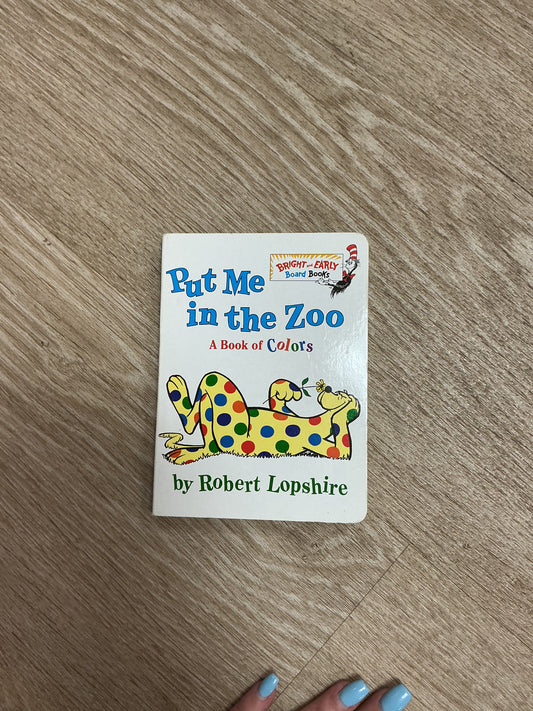 BRIGHT and EARLY
Board Books
Put Me
in the Zoo
A Book of Colors
by Robert Lopshire